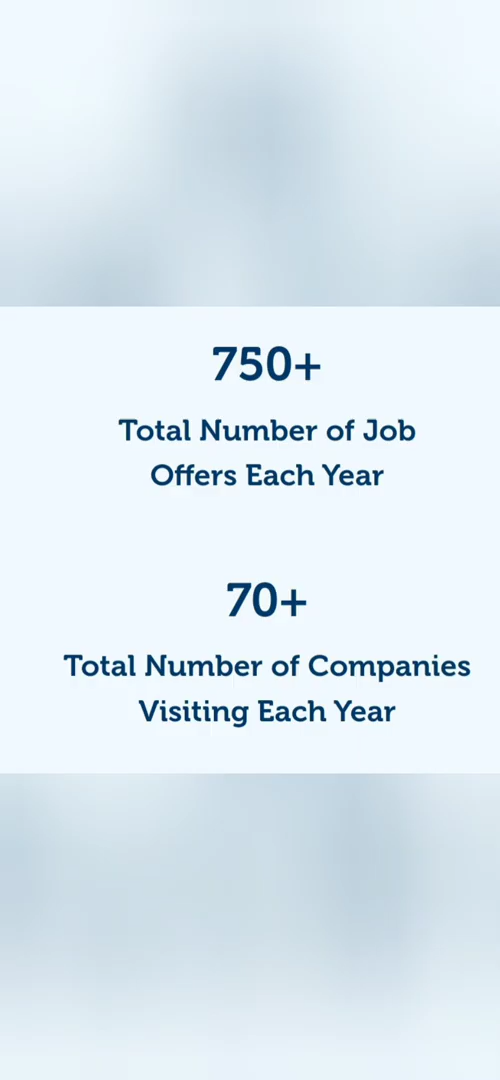 750+
Total Number of Job
Offers Each Year
70+
Total Number of Companies
Visiting Each Year